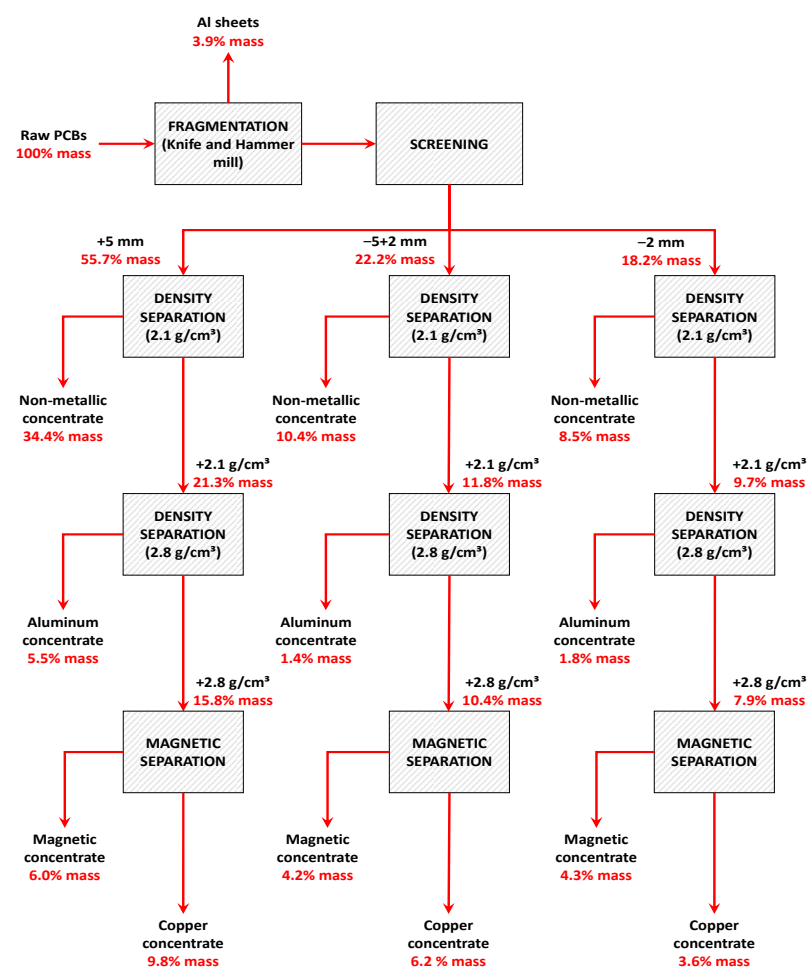 Al sheets
3.9% mass
Raw PCBs
100% mass
FRAGMENTATION
(Knife and Hammer
mill)
SCREENING
+5 mm
55.7% mass
–5+2 mm
22.2% mass
–2 mm
18.2% mass
DENSITY
SEPARATION
(2.1 g/cm³)
DENSITY
SEPARATION
(2.1 g/cm³)
DENSITY
SEPARATION
(2.1 g/cm³)
Non-metallic
concentrate
34.4% mass
Non-metallic
concentrate
10.4% mass
Non-metallic
concentrate
8.5% mass
+2.1 g/cm³
21.3% mass
+2.1 g/cm³
11.8% mass
+2.1 g/cm³
9.7% mass
DENSITY
SEPARATION
(2.8 g/cm³)
DENSITY
SEPARATION
(2.8 g/cm³)
DENSITY
SEPARATION
(2.8 g/cm³)
Aluminum
concentrate
5.5% mass
Aluminum
concentrate
1.4% mass
Aluminum
concentrate
1.8% mass
+2.8 g/cm³
15.8% mass
+2.8 g/cm³
10.4% mass
+2.8 g/cm³
7.9% mass
MAGNETIC
SEPARATION
MAGNETIC
SEPARATION
MAGNETIC
SEPARATION
Magnetic
concentrate
6.0% mass
Magnetic
concentrate
4.2% mass
Magnetic
concentrate
4.3% mass
Copper
concentrate
9.8% mass
Copper
concentrate
6.2 % mass
Copper
concentrate
3.6% mass